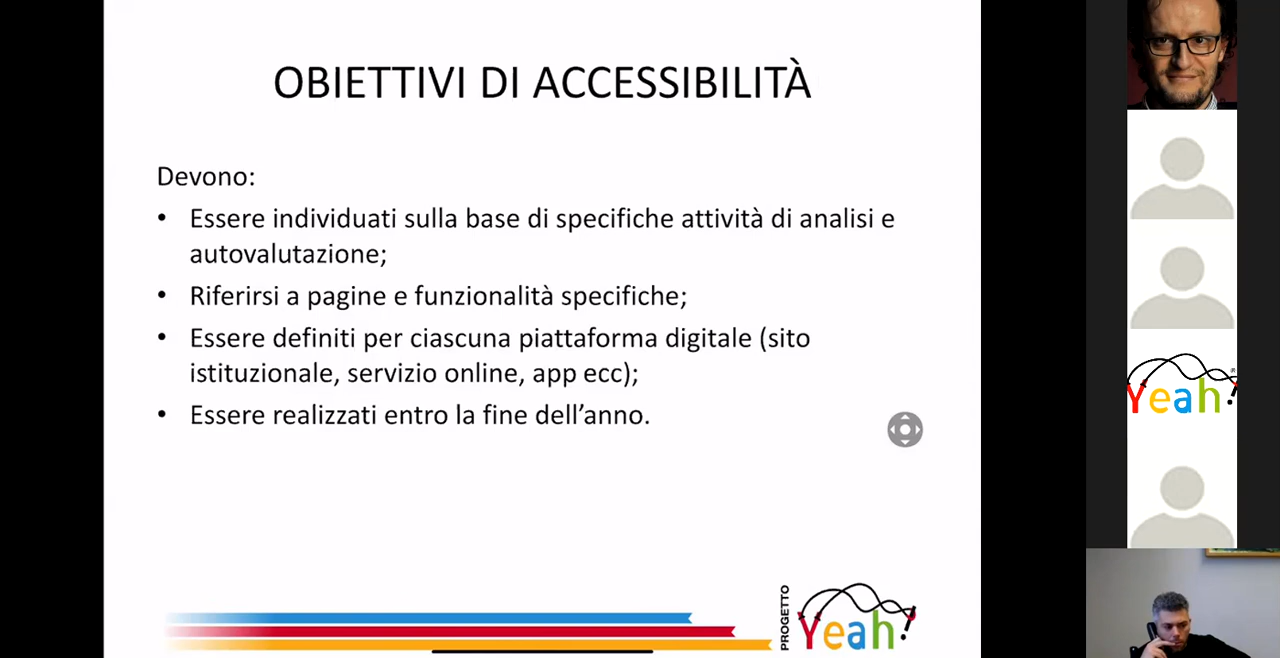 OBIETTIVI DI ACCESSIBILITÀ
Devono:
• Essere individuati sulla base di specifiche attività di analisi e
autovalutazione;
• Riferirsi a pagine e funzionalità specifiche;
• Essere definiti per ciascuna piattaforma digitale (sito
istituzionale, servizio online, app ecc);
• Essere realizzati entro la fine dell’anno.
Yeah!®
PROGETTO
Yeah!